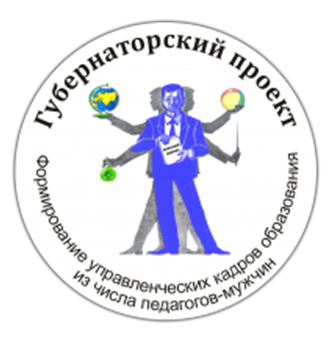 Губернаторский проект
Формирование управленческих кадров образования
из числа педагогов-мужчин